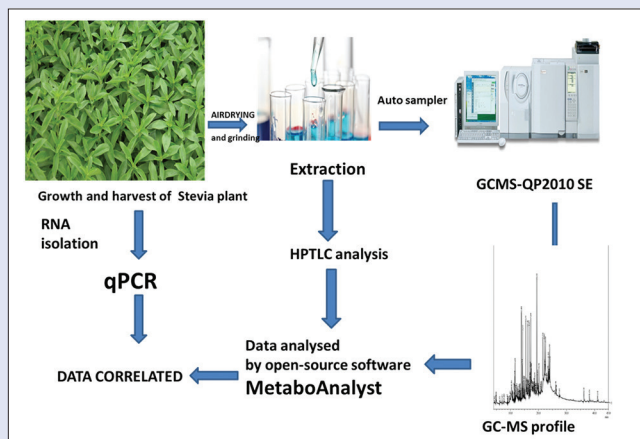 AIRDRYING
and grinding
Auto sampler
Extraction
GCMS-QP2010 SE
Growth and harvest of Stevia plant
RNA
isolation
qPCR
HPTLC analysis
Data analysed
by open-source software
MetaboAnalyst
DATA CORRELATED
GC-MS profile